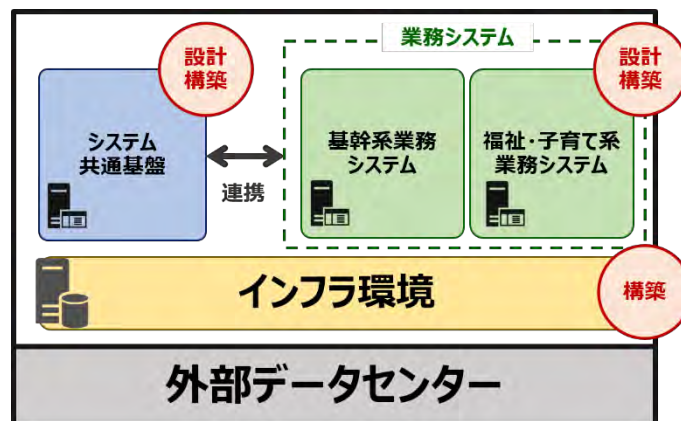 業務システム
設計
構築
設計
構築
システム
共通基盤
連携
基幹系業務
システム
福祉・子育て系
業務システム
インフラ環境
構築
外部データセンター